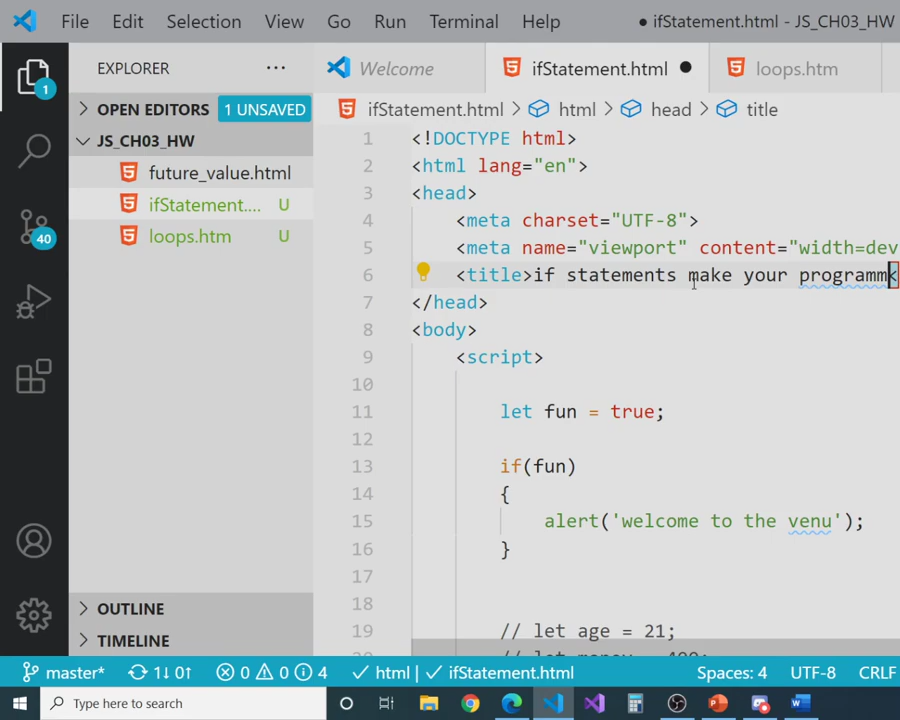 File Edit Selection View Go Run Terminal Help ● ifStatement.html - JS_CH03_HW
EXPLORER ···
Welcome ifStatement.html ● loops.htm
OPEN EDITORS 1 UNSAVED
ifStatement.html > html > head > title
JS_CH03_HW
future_value.html
ifStatement.... U
loops.htm U
1
40
1 <!DOCTYPE html>
2 <html lang="en">
3 <head>
4 <meta charset="UTF-8">
5 <meta name="viewport" content="width=dev
6 <title>if statements make your programm<
7 </head>
8 <body>
9 <script>
10
11 let fun = true;
12
13 if(fun)
14 {
15 alert('welcome to the venu');
16 }
17
18
19 // let age = 21;
OUTLINE
TIMELINE
master* 1↓ 0↑ 0 0 4 html | ifStatement.html Spaces: 4 UTF-8 CRLF
Type here to search